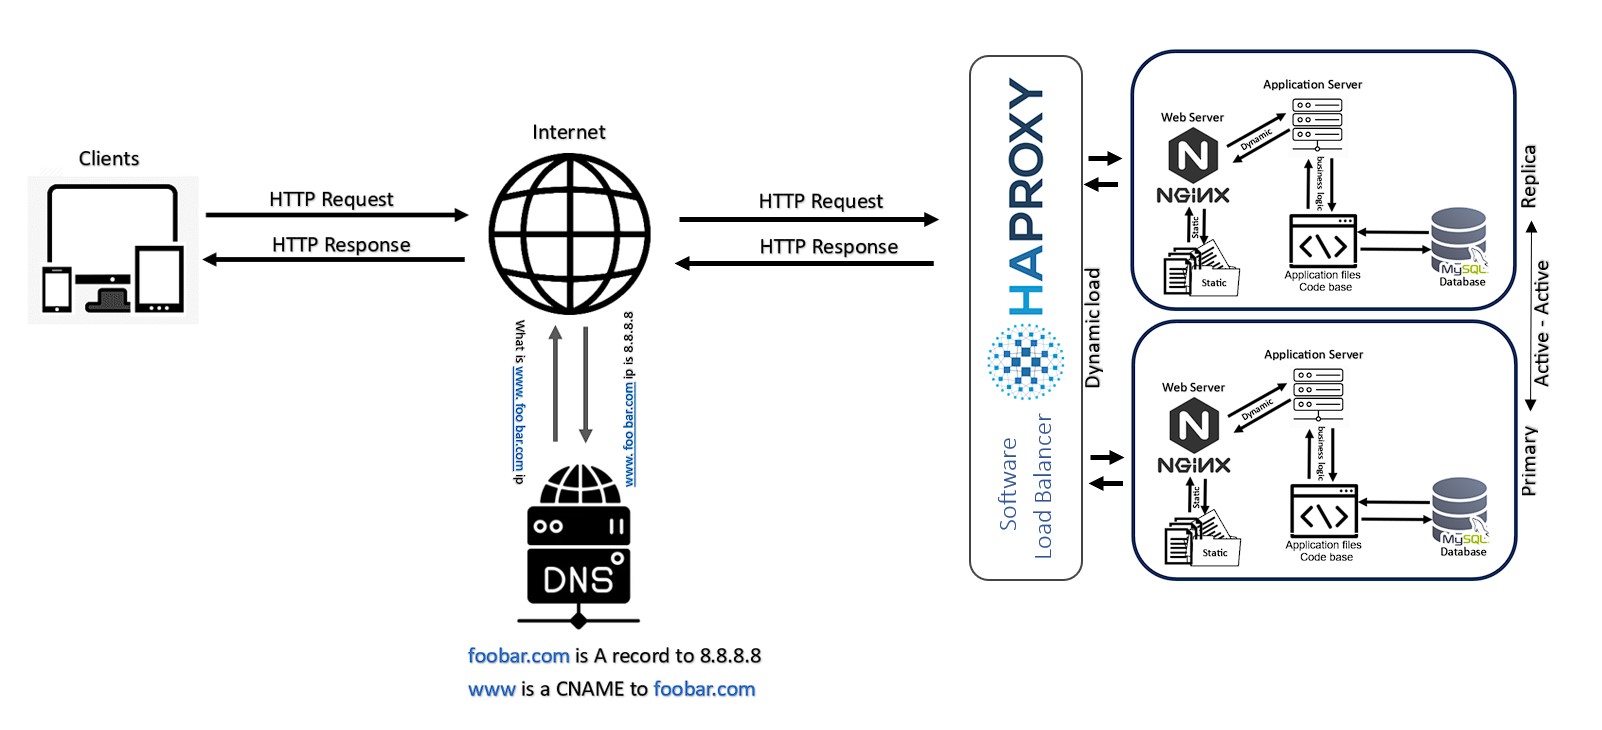 Clients
HTTP Request
HTTP Response
Internet
What is www. foo bar.com ip
www. foo bar.com ip is 8.8.8.8
DNS
foobar.com is A record to 8.8.8.8
www is a CNAME to foobar.com
HTTP Request
HTTP Response
HAPROXY
Software
Load Balancer
Dynamic load
Application Server
Web Server
Dynamic
NGINX
business logic
Static
Static
Application files
Code base
MySQL
Database
Application Server
Web Server
Dynamic
NGINX
business logic
Static
Static
Application files
Code base
MySQL
Database
Replica
Active - Active
Primary